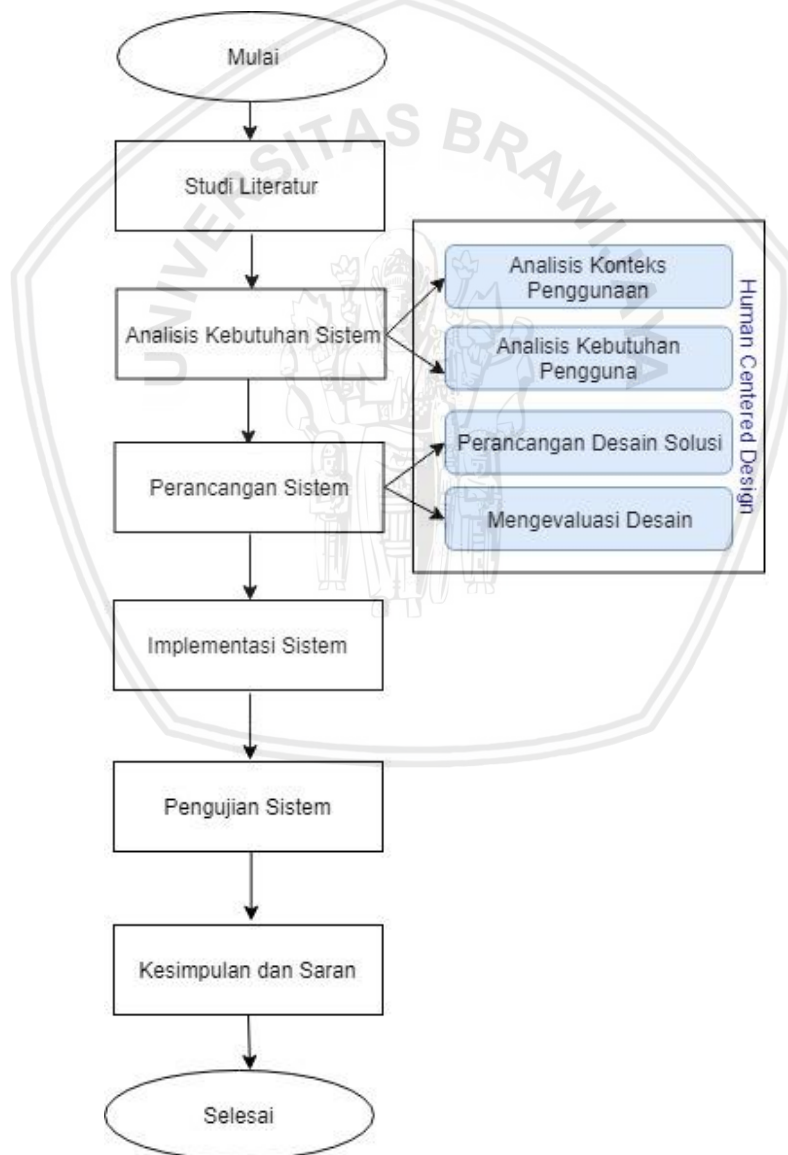 Mulai
UNIVERSITAS BRAWIJAYA
Studi Literatur
Analisis Kebutuhan Sistem
Analisis Konteks
Penggunaan
Analisis Kebutuhan
Pengguna
Human Centered Design
Perancangan Sistem
Perancangan Desain Solusi
Mengevaluasi Desain
Implementasi Sistem
Pengujian Sistem
Kesimpulan dan Saran
Selesai